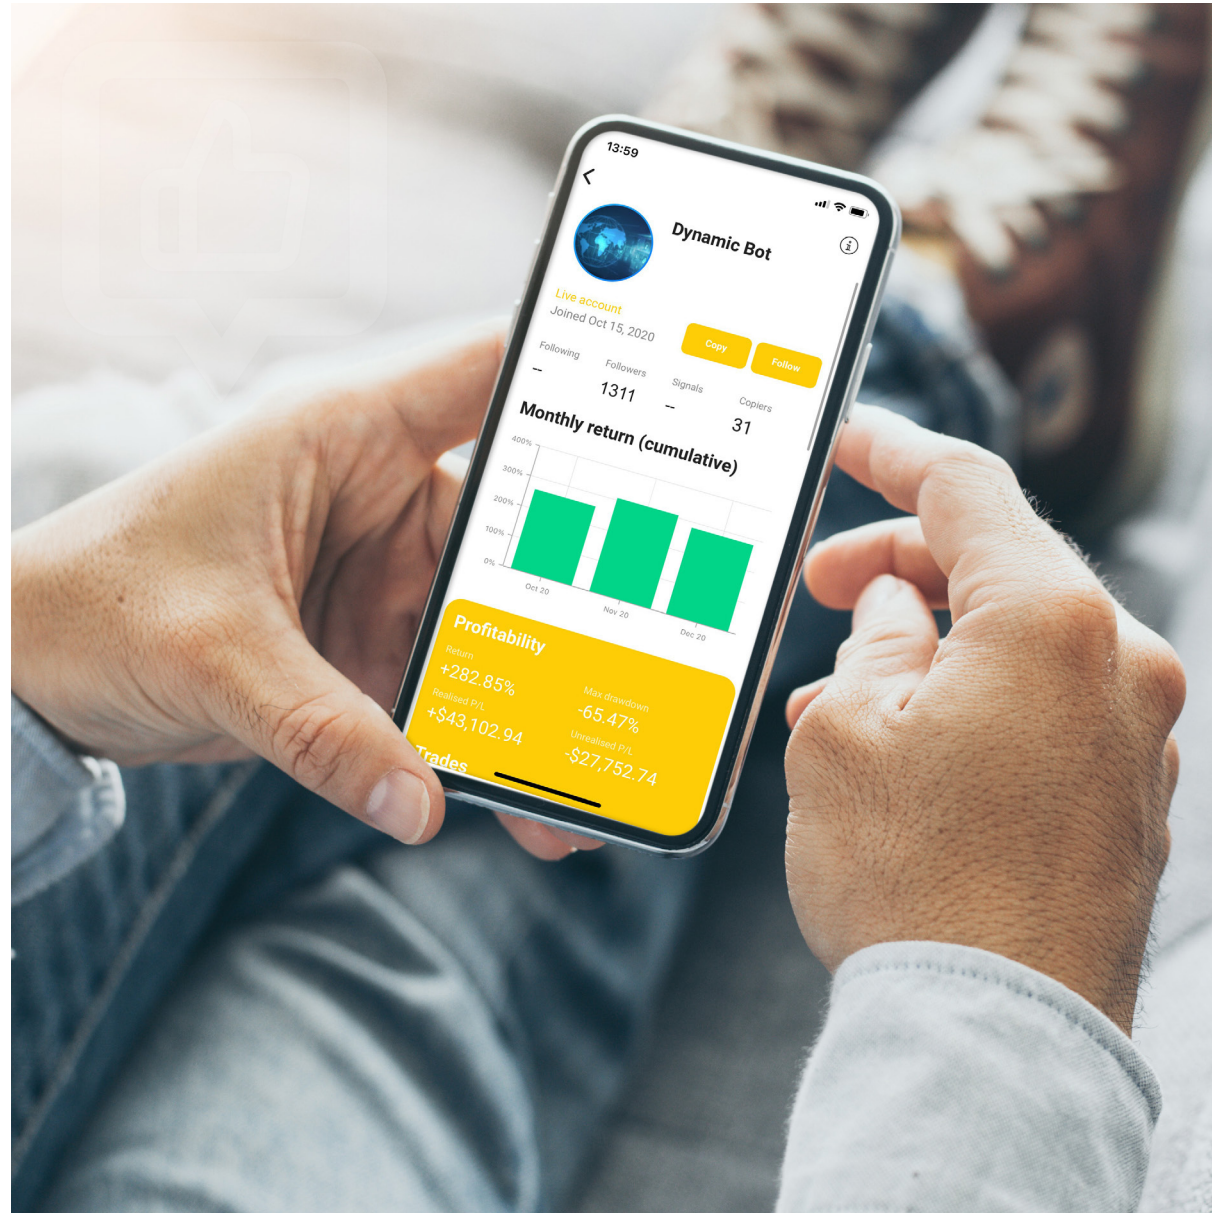 13:59
Dynamic Bot
Live account
Joined Oct 15, 2020
Copy
Follow
Following
Followers
Signals
Copiers
–
1311
–
31
Monthly return (cumulative)
400%
300%
200%
100%
0%
Oct 20
Nov 20
Dec 20
Profitability
Return
+282.85%
Max drawdown
-65.47%
Realised P/L
+$43,102.94
Unrealised P/L
-$27,752.74
Trades